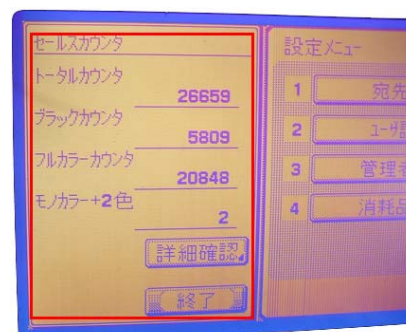 セールスカウンタ
トータルカウンタ
26659
ブラックカウンタ
5809
フルカラーカウンタ
20848
モノカラー+2色
2
詳細確認
終了
設定メニュー
1 宛先
2 ユーザ
3 管理者
4 消耗品